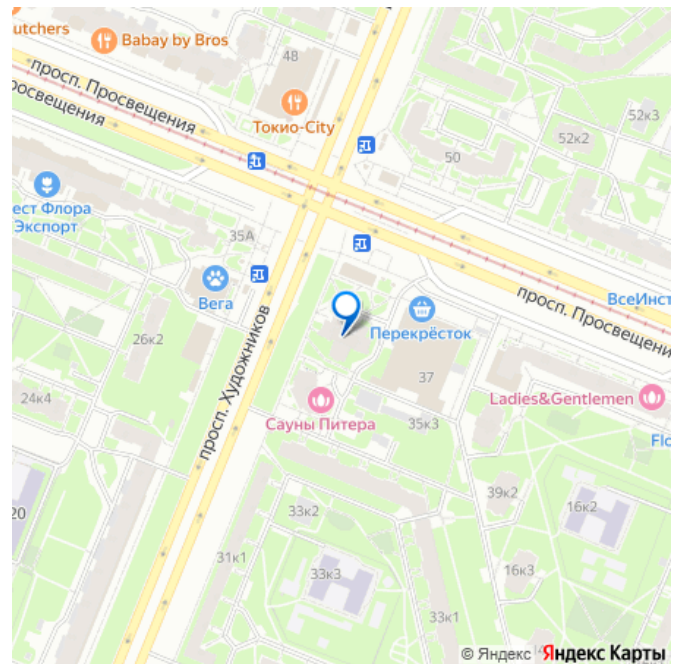 utchers
Babay by Bros
48
просп. Просвещения
росвещения
Токио-City
52к3
52к2
50
ест Флора
Экспорт
35А
Вега
просп. Художников
26к2
24к4
20
Перекрёсток
37
35к3
Сауны Питера
просп. Просвещени
ВсеИнст
Ladies&Gentlemen
Flo
39к2
16к2
33к2
31к1
33к3
16к3
33к1
© Яндекс Яндекс Карты